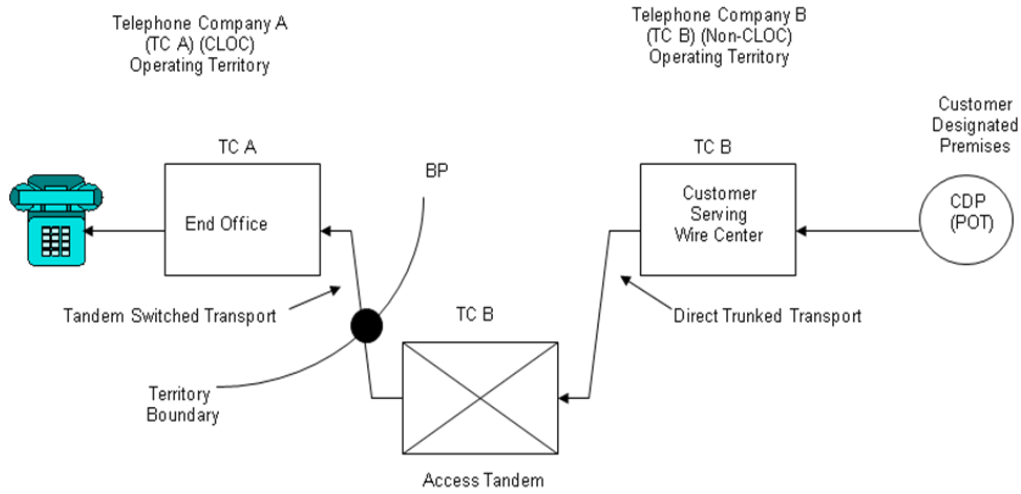 Telephone Company A
(TC A) (CLOC)
Operating Territory
Telephone Company B
(TC B) (Non-CLOC)
Operating Territory
Customer
Designated
Premises
TC A
BP
TC B
End Office
Customer
Serving
Wire Center
CDP
(POT)
Tandem Switched Transport
TC B
Direct Trunked Transport
Territory
Boundary
Access Tandem